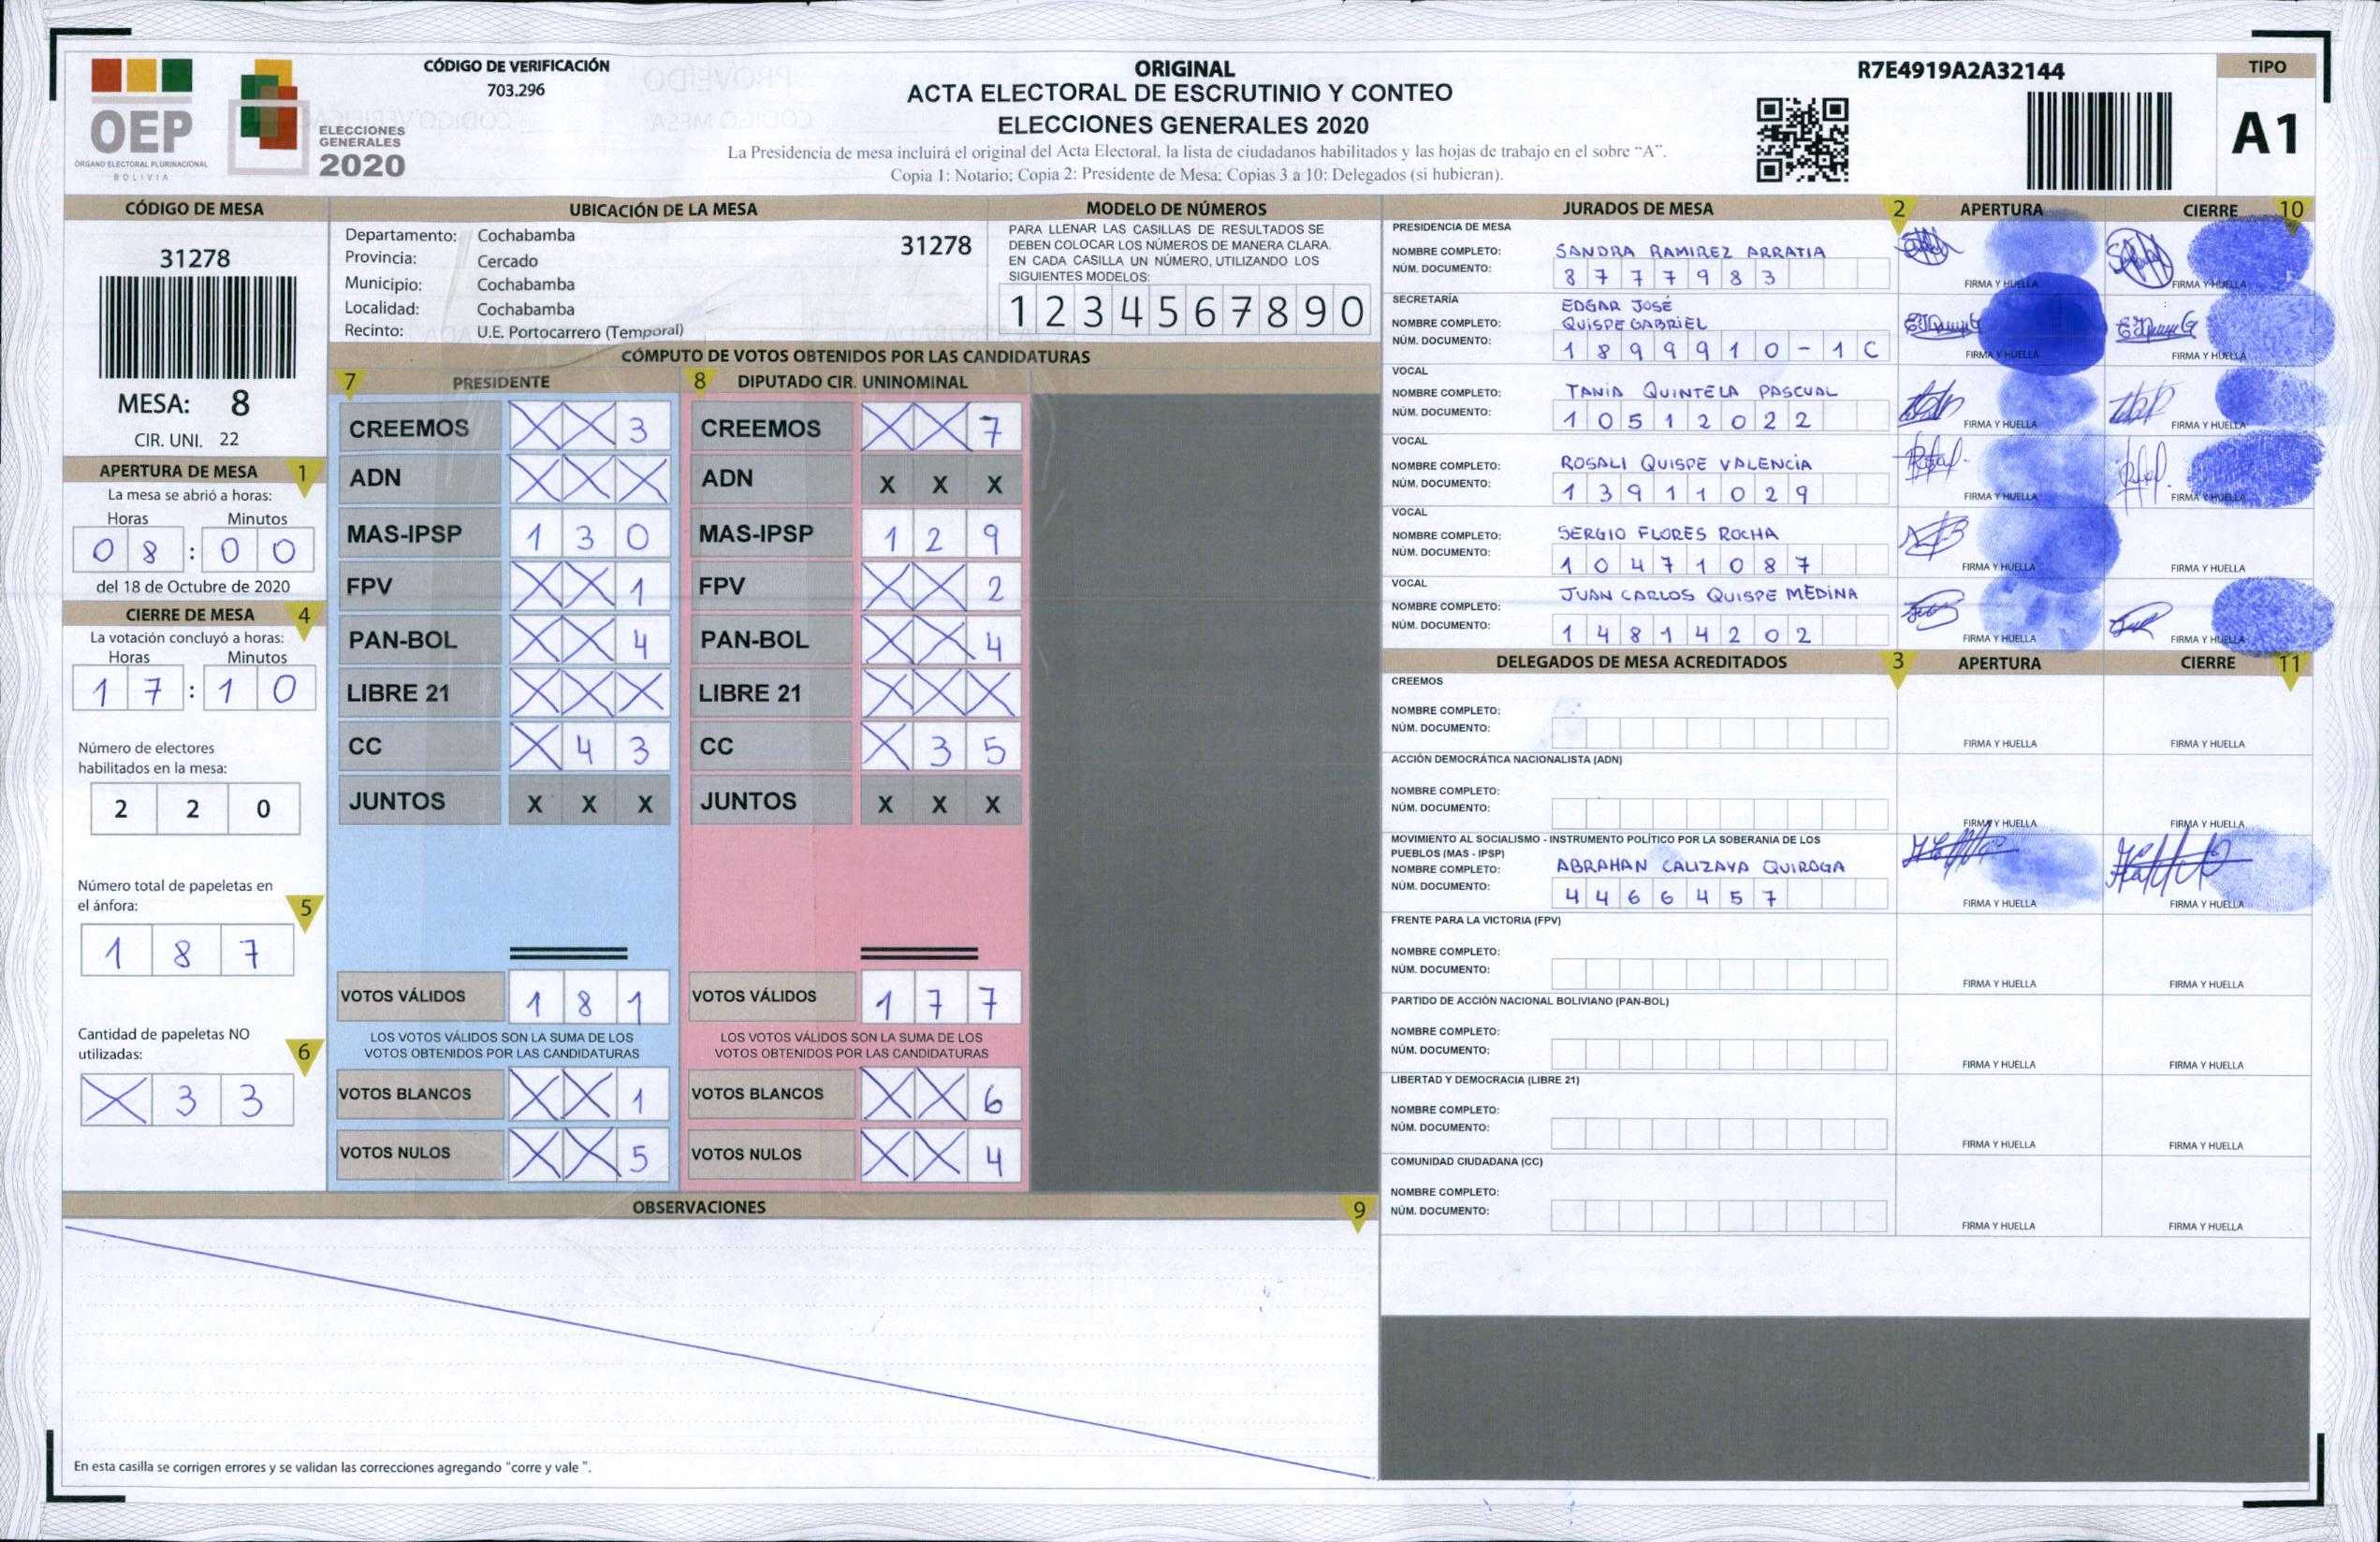 OEP
ÓRGANO ELECTORAL PLURINACIONAL
BOLIVIA
ELECCIONES
GENERALES
2020
CÓDIGO DE VERIFICACIÓN
703.296
ORIGINAL
ACTA ELECTORAL DE ESCRUTINIO Y CONTEO
ELECCIONES GENERALES 2020
La Presidencia de mesa incluirá el original del Acta Electoral, la lista de ciudadanos habilitados y las hojas de trabajo en el sobre "A".
Copia 1: Notario; Copia 2: Presidente de Mesa; Copias 3 a 10: Delegados (si hubieran).
R7E4919A2A32144
TIPO
A1
CÓDIGO DE MESA
31278
MESA: 8
CIR. UNI. 22
APERTURA DE MESA 1
La mesa se abrió a horas:
Horas Minutos
0 8 : 0 0
del 18 de Octubre de 2020
CIERRE DE MESA 4
La votación concluyó a horas:
Horas Minutos
1 7 : 1 0
Número de electores
habilitados en la mesa:
2 2 0
Número total de papeletas en
el ánfora: 5
1 8 7
Cantidad de papeletas NO
utilizadas: 6
X 3 3
UBICACIÓN DE LA MESA
Departamento: Cochabamba 31278
Provincia: Cercado
Municipio: Cochabamba
Localidad: Cochabamba
Recinto: U.E. Portocarrero (Temporal)
MODELO DE NÚMEROS
PARA LLENAR LAS CASILLAS DE RESULTADOS SE
DEBEN COLOCAR LOS NÚMEROS DE MANERA CLARA.
EN CADA CASILLA UN NÚMERO, UTILIZANDO LOS
SIGUIENTES MODELOS:
1 2 3 4 5 6 7 8 9 0
CÓMPUTO DE VOTOS OBTENIDOS POR LAS CANDIDATURAS
7 PRESIDENTE
CREEMOS X X 3
ADN X X X
MAS-IPSP 1 3 0
FPV X X 1
PAN-BOL X X 4
LIBRE 21 X X X
CC X 4 3
JUNTOS X X X
VOTOS VÁLIDOS 1 8 1
LOS VOTOS VÁLIDOS SON LA SUMA DE LOS
VOTOS OBTENIDOS POR LAS CANDIDATURAS
VOTOS BLANCOS X X 1
VOTOS NULOS X X 5
8 DIPUTADO CIR. UNINOMINAL
CREEMOS X X 7
ADN X X X
MAS-IPSP 1 2 9
FPV X X 2
PAN-BOL X X 4
LIBRE 21 X X X
CC X 3 5
JUNTOS X X X
VOTOS VÁLIDOS 1 7 7
LOS VOTOS VÁLIDOS SON LA SUMA DE LOS
VOTOS OBTENIDOS POR LAS CANDIDATURAS
VOTOS BLANCOS X X 6
VOTOS NULOS X X 4
OBSERVACIONES 9
En esta casilla se corrigen errores y se validan las correcciones agregando "corre y vale ".
JURADOS DE MESA 2 APERTURA CIERRE 10
PRESIDENCIA DE MESA
NOMBRE COMPLETO: SANDRA RAMIREZ ARRATIA
NÚM. DOCUMENTO: 8 7 7 7 9 8 3
FIRMA Y HUELLA FIRMA Y HUELLA
SECRETARÍA EDGAR JOSÉ
NOMBRE COMPLETO: QUISPE GABRIEL
NÚM. DOCUMENTO: 1 8 9 9 9 1 0 - 1 C
FIRMA Y HUELLA FIRMA Y HUELLA
VOCAL
NOMBRE COMPLETO: TANIA QUINTELA PASCUAL
NÚM. DOCUMENTO: 1 0 5 1 2 0 2 2
FIRMA Y HUELLA FIRMA Y HUELLA
VOCAL
NOMBRE COMPLETO: ROSALI QUISPE VALENCIA
NÚM. DOCUMENTO: 1 3 9 1 1 0 2 9
FIRMA Y HUELLA FIRMA Y HUELLA
VOCAL
NOMBRE COMPLETO: SERGIO FLORES ROCHA
NÚM. DOCUMENTO: 1 0 4 7 1 0 8 7
FIRMA Y HUELLA FIRMA Y HUELLA
VOCAL
NOMBRE COMPLETO: JUAN CARLOS QUISPE MEDINA
NÚM. DOCUMENTO: 1 4 8 1 4 2 0 2
FIRMA Y HUELLA FIRMA Y HUELLA
DELEGADOS DE MESA ACREDITADOS 3 APERTURA CIERRE 11
CREEMOS
NOMBRE COMPLETO:
NÚM. DOCUMENTO:
FIRMA Y HUELLA FIRMA Y HUELLA
ACCIÓN DEMOCRÁTICA NACIONALISTA (ADN)
NOMBRE COMPLETO:
NÚM. DOCUMENTO:
FIRMA Y HUELLA FIRMA Y HUELLA
MOVIMIENTO AL SOCIALISMO - INSTRUMENTO POLÍTICO POR LA SOBERANIA DE LOS
PUEBLOS (MAS - IPSP)
NOMBRE COMPLETO: ABRAHAN CALIZAYA QUIROGA
NÚM. DOCUMENTO: 4 4 6 6 4 5 7
FIRMA Y HUELLA FIRMA Y HUELLA
FRENTE PARA LA VICTORIA (FPV)
NOMBRE COMPLETO:
NÚM. DOCUMENTO:
FIRMA Y HUELLA FIRMA Y HUELLA
PARTIDO DE ACCIÓN NACIONAL BOLIVIANO (PAN-BOL)
NOMBRE COMPLETO:
NÚM. DOCUMENTO:
FIRMA Y HUELLA FIRMA Y HUELLA
LIBERTAD Y DEMOCRACIA (LIBRE 21)
NOMBRE COMPLETO:
NÚM. DOCUMENTO:
FIRMA Y HUELLA FIRMA Y HUELLA
COMUNIDAD CIUDADANA (CC)
NOMBRE COMPLETO:
NÚM. DOCUMENTO:
FIRMA Y HUELLA FIRMA Y HUELLA